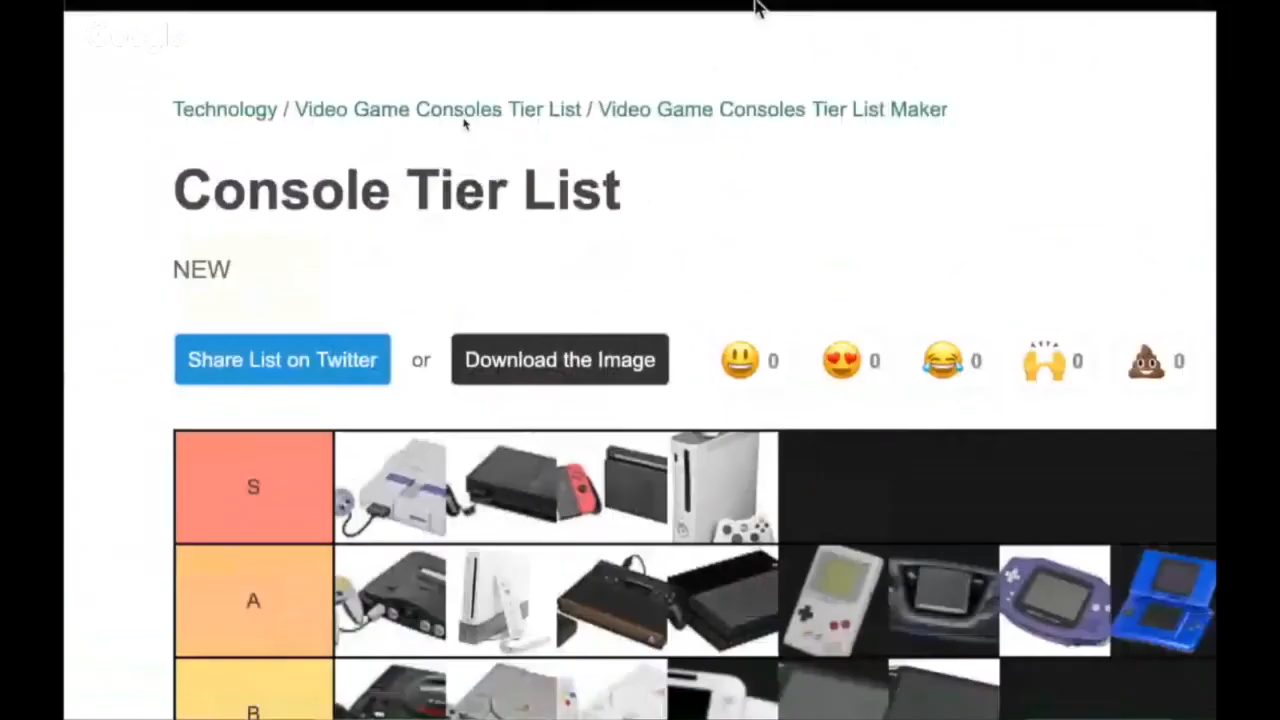 Google
Technology / Video Game Consoles Tier List / Video Game Consoles Tier List Maker
Console Tier List
NEW
Share List on Twitter or Download the Image 0 0 0 0 0
S
A
B